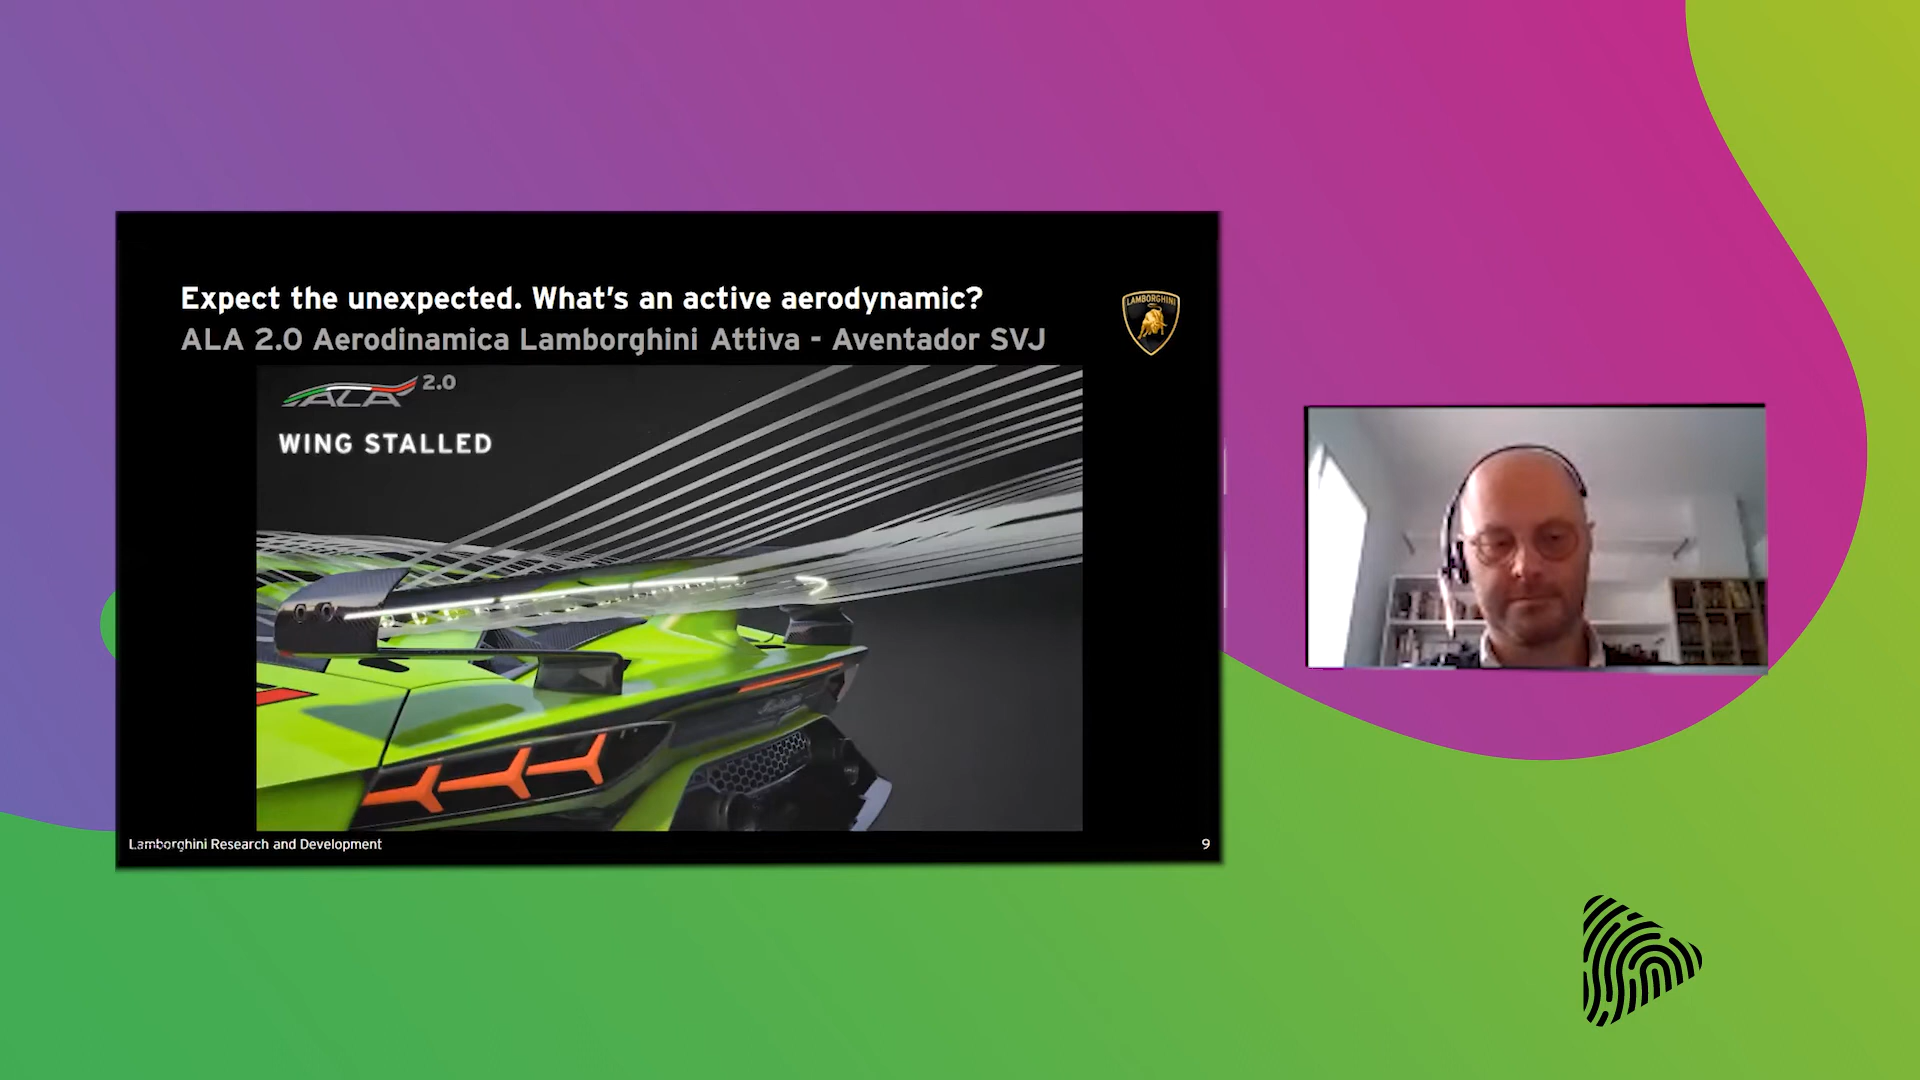 Expect the unexpected. What's an active aerodynamic?
ALA 2.0 Aerodinamica Lamborghini Attiva - Aventador SVJ
LAMBORGHINI
ALA 2.0
WING STALLED
Lamborghini Research and Development
9